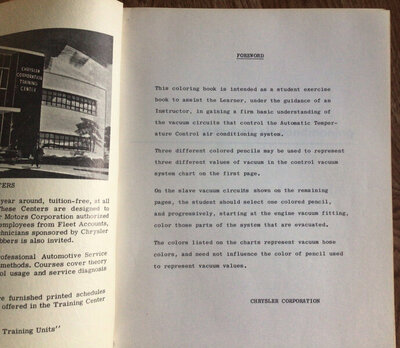 CHRYSLER
CORPORATION
TRAINING
CENTER
TERS
year around, tuition-free, at all
These Centers are designed to
r Motors Corporation authorized
employees from Fleet Accounts,
chnicians sponsored by Chrysler
bbers is also invited.
rofessional Automotive Service
methods. Courses cover theory
ol usage and service diagnosis
re furnished printed schedules
offered in the Training Center
Training Units"
FOREWORD
This coloring book is intended as a student exercise
book to assist the Learner, under the guidance of an
Instructor, in gaining a firm basic understanding of
the vacuum circuits that control the Automatic Temper-
ature Control air conditioning system.
Three different colored pencils may be used to represent
three different values of vacuum in the control vacuum
system chart on the first page.
On the slave vacuum circuits shown on the remaining
pages, the student should select one colored pencil,
and progressively, starting at the engine vacuum fitting,
color those parts of the system that are evacuated.
The colors listed on the charts represent vacuum hose
colors, and need not influence the color of pencil used
to represent vacuum values.
CHRYSLER CORPORATION